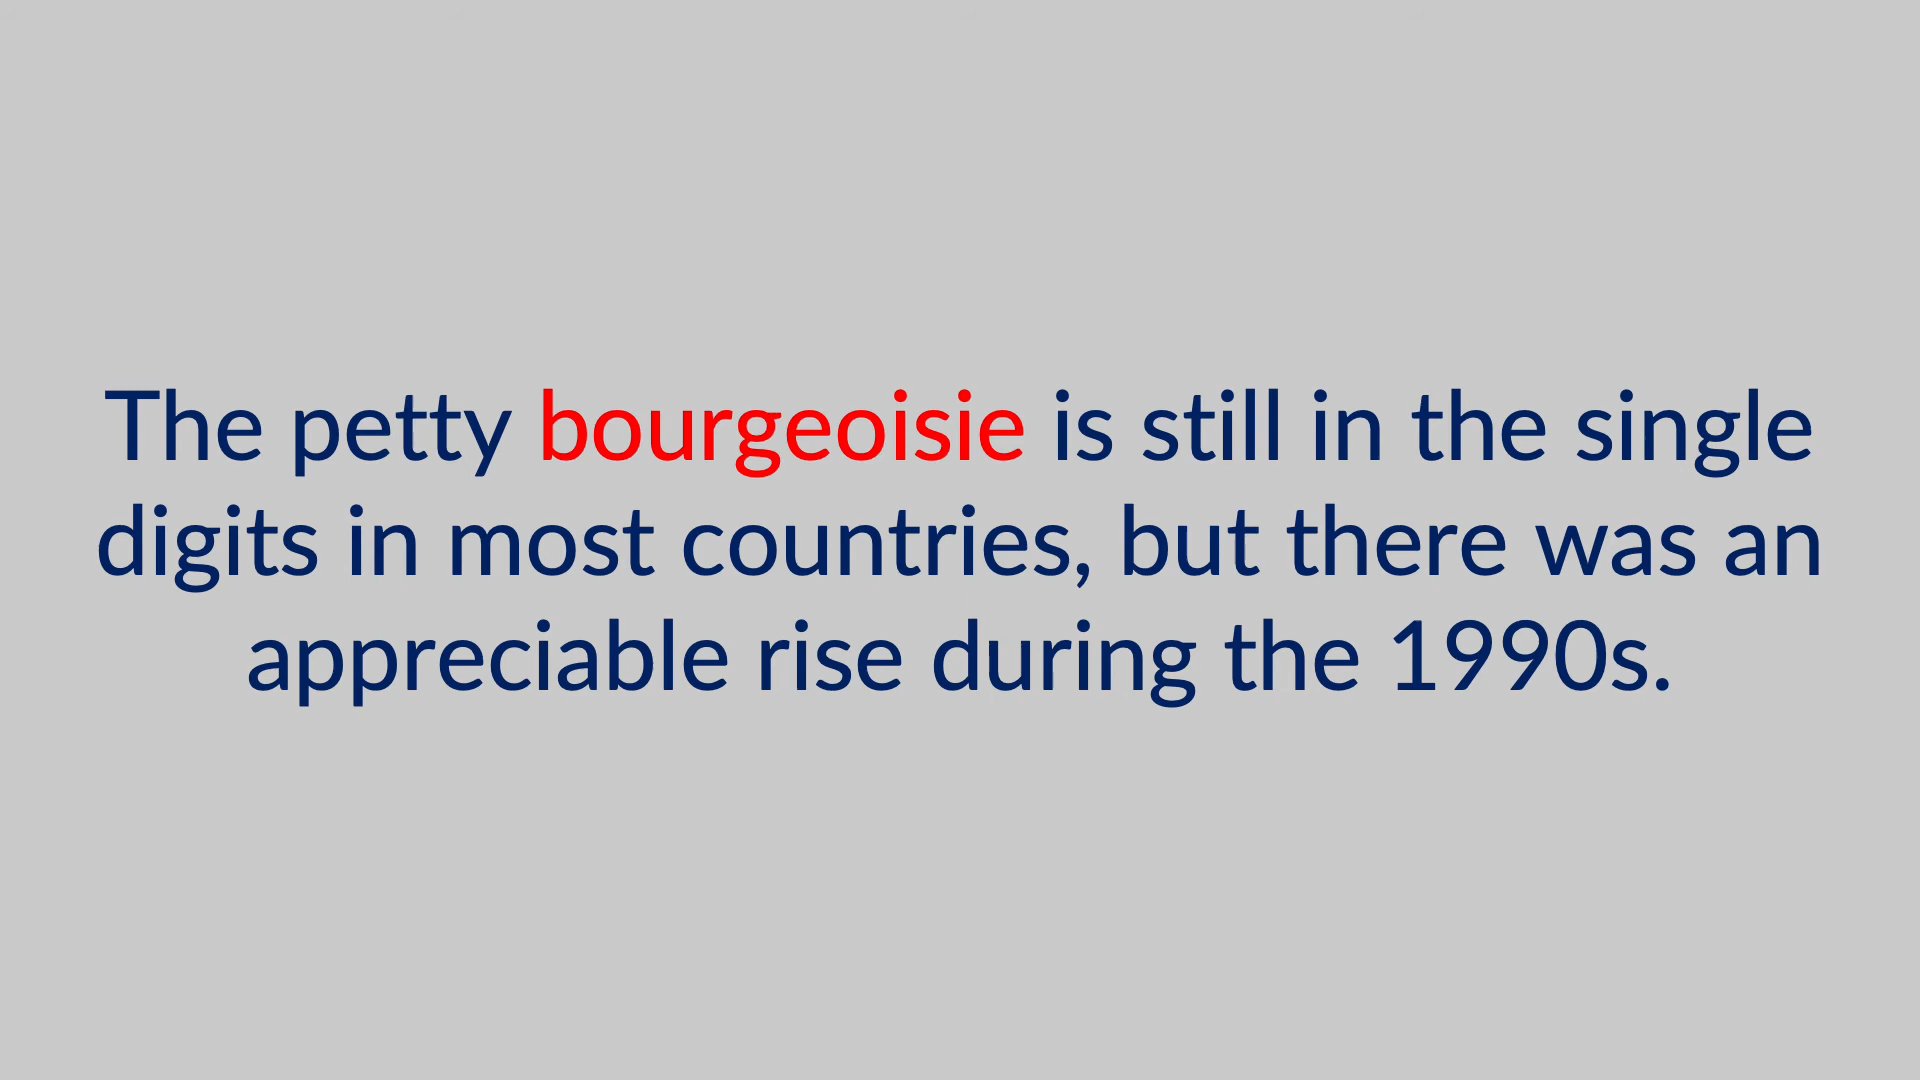 The petty bourgeoisie is still in the single
digits in most countries, but there was an
appreciable rise during the 1990s.